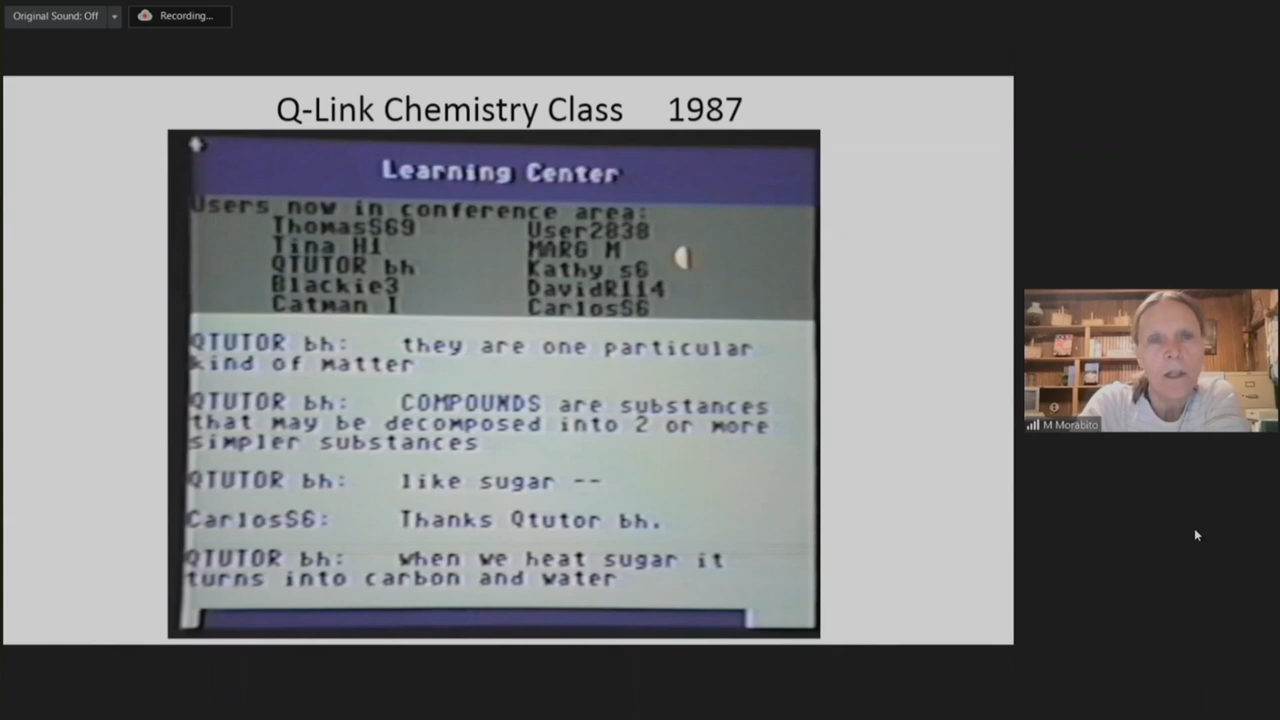 Original Sound: Off
Recording...
Q-Link Chemistry Class 1987
Learning Center
Users now in conference area:
ThomasS69 User2838
Tina H1 MARG M
QTUTOR bh Kathy s6
Blackie3 DavidR114
Catman I CarlosS6
QTUTOR bh: they are one particular
kind of matter
QTUTOR bh: COMPOUNDS are substances
that may be decomposed into 2 or more
simpler substances
QTUTOR bh: like sugar --
CarlosS6: Thanks Qtutor bh.
QTUTOR bh: when we heat sugar it
turns into carbon and water
M Morabito